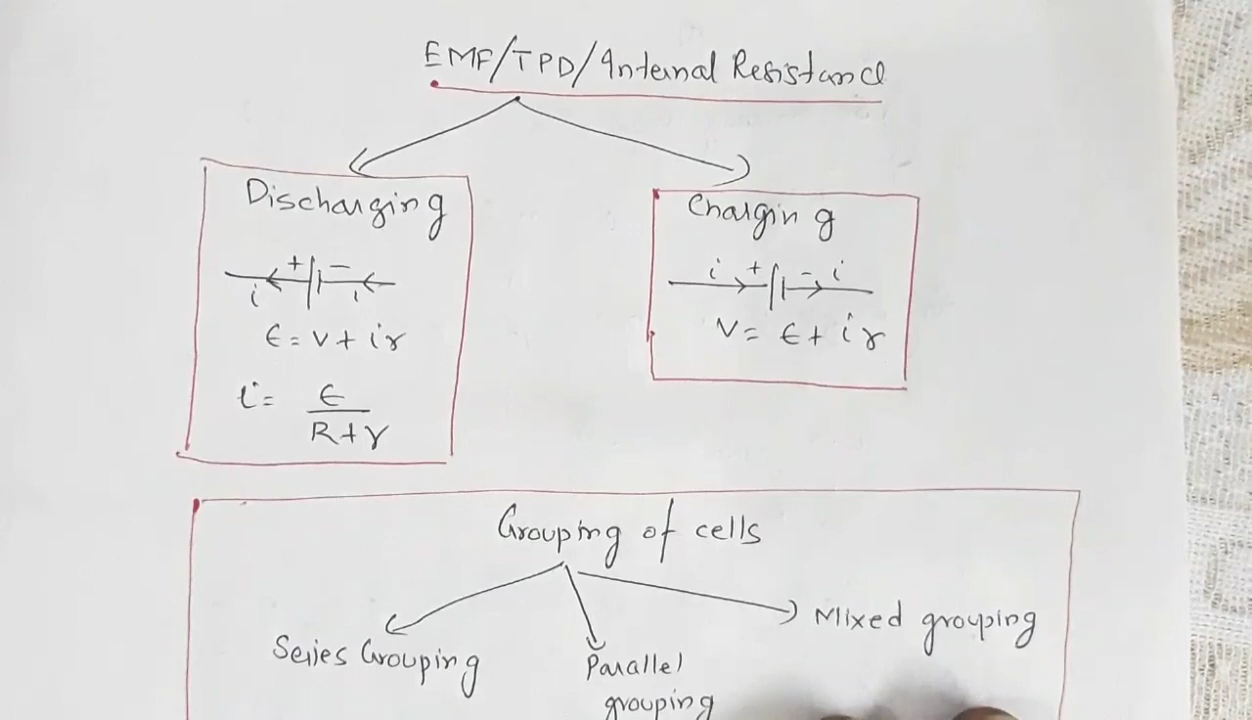 EMF/TPD/Internal Resistance
Discharging
+ -
i i
ϵ = v + ir
i = ϵ / R+r
Charging
i + - i
V = ϵ + ir
Grouping of cells
Series Grouping
Parallel
grouping
Mixed grouping